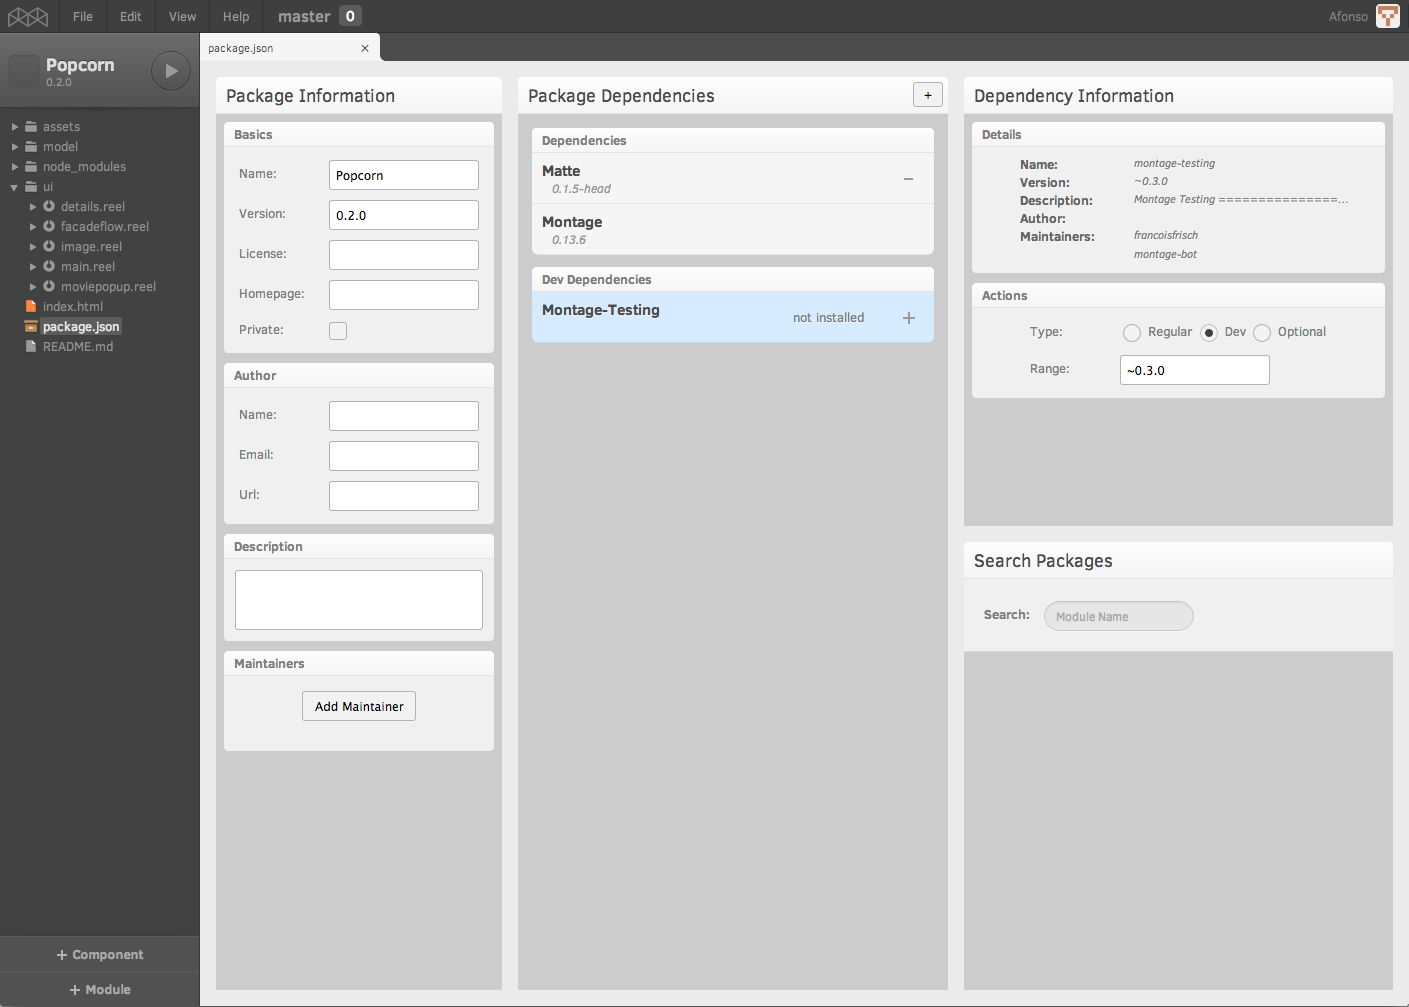 File Edit View Help master 0 Afonso
Popcorn
0.2.0
assets
model
node_modules
ui
details.reel
facadeflow.reel
image.reel
main.reel
moviepopup.reel
index.html
package.json
README.md
+ Component
+ Module
package.json ×
Package Information
Basics
Name: Popcorn
Version: 0.2.0
License:
Homepage:
Private:
Author
Name:
Email:
Url:
Description
Maintainers
Add Maintainer
Package Dependencies +
Dependencies
Matte
0.1.5-head
Montage
0.13.6
Dev Dependencies
Montage-Testing not installed
Dependency Information
Details
Name: montage-testing
Version: ~0.3.0
Description: Montage Testing ===============...
Author:
Maintainers: francoisfrisch
montage-bot
Actions
Type: Regular Dev Optional
Range: ~0.3.0
Search Packages
Search: Module Name